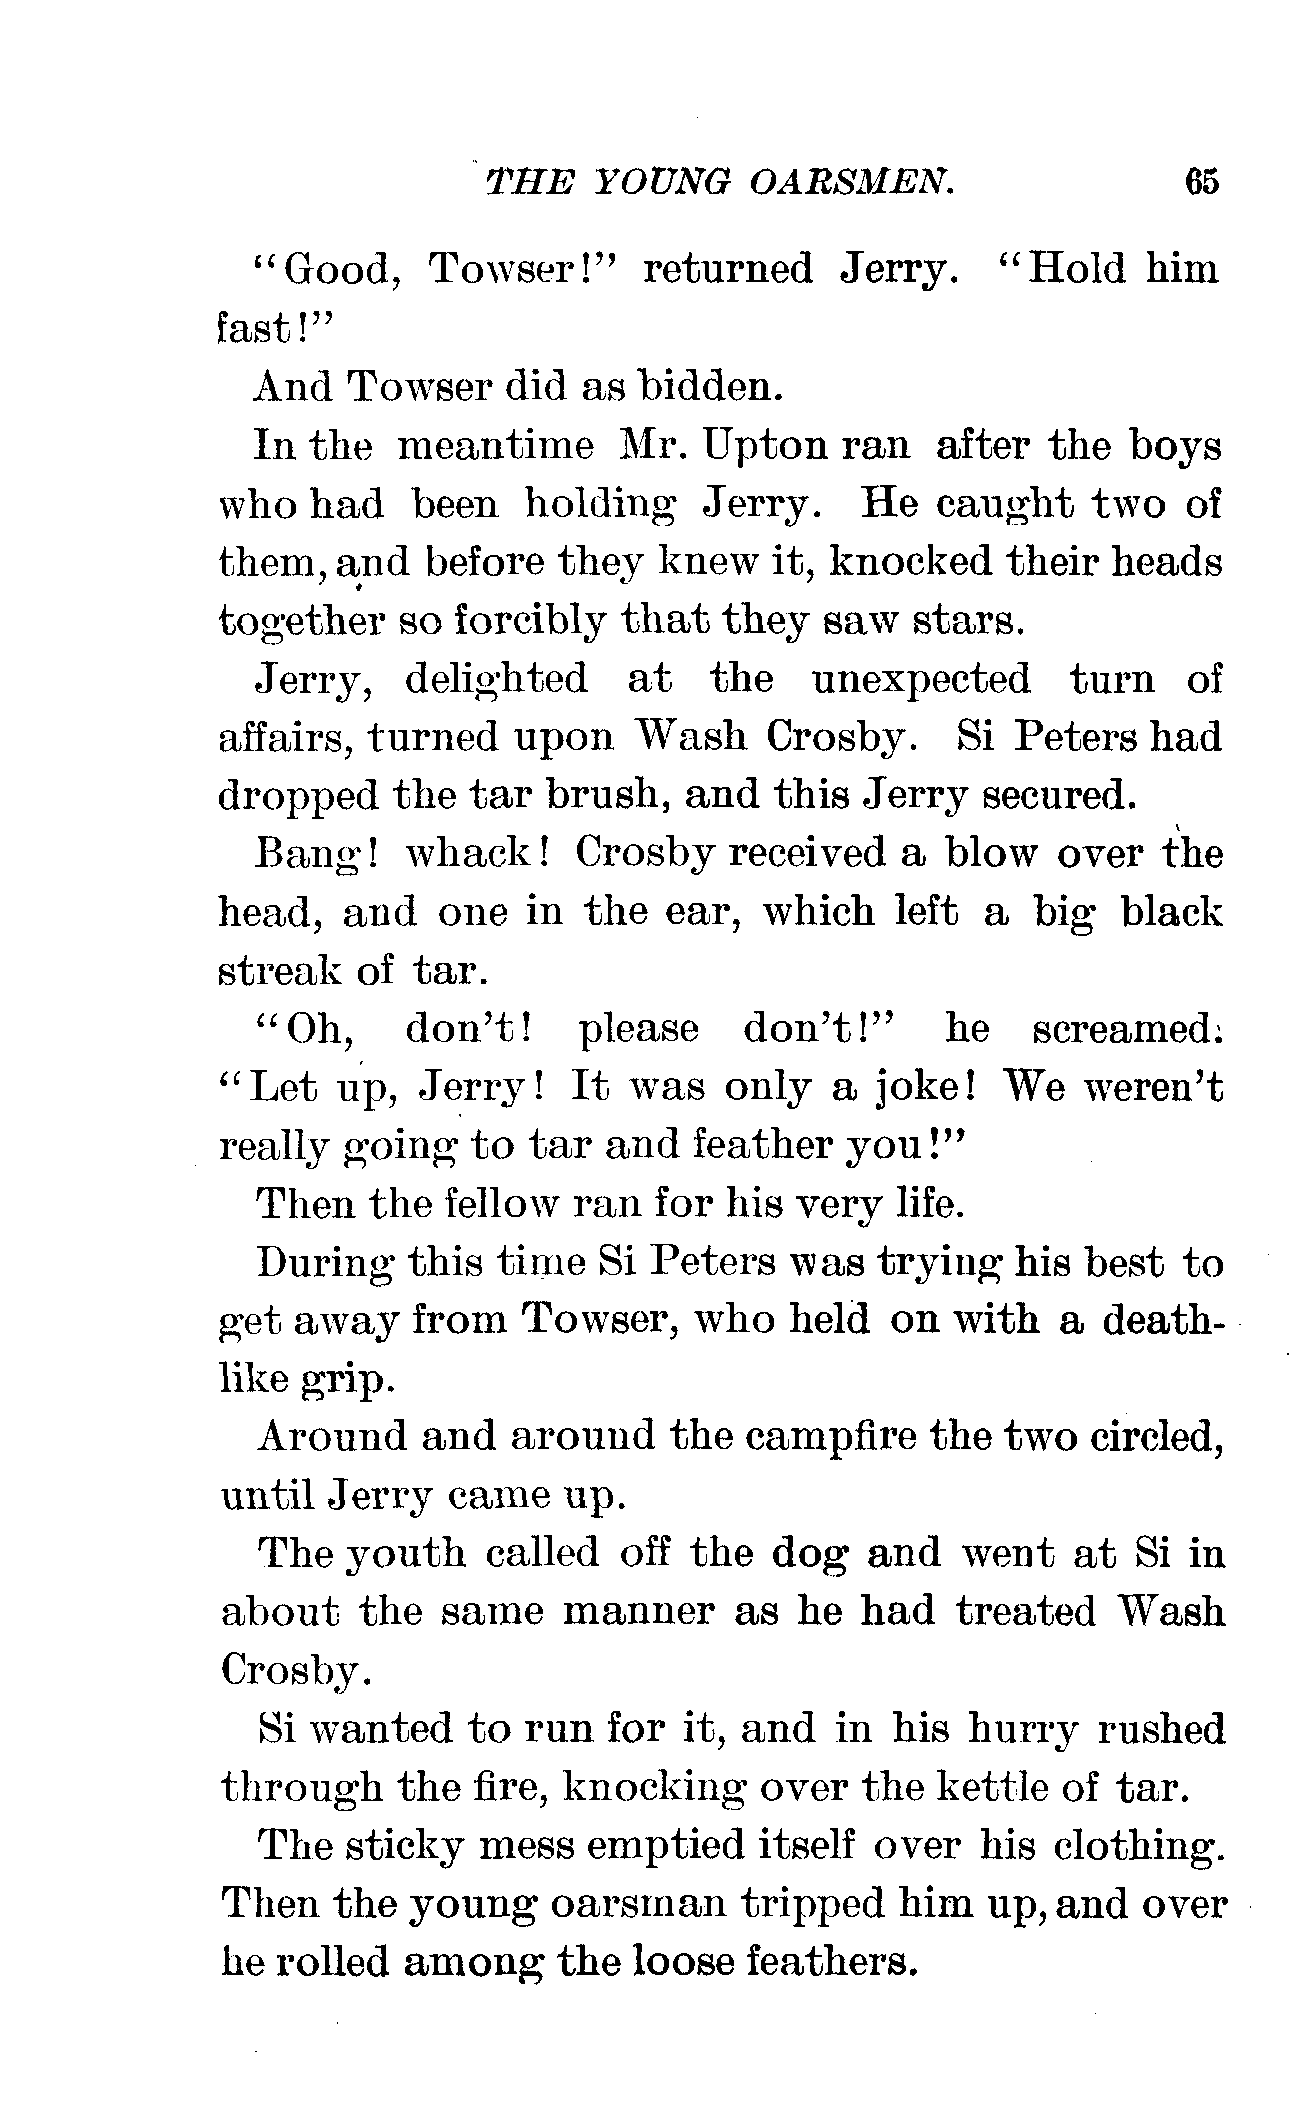 THE YOUNG OARSMEN. 65
"Good, Towser!" returned Jerry. "Hold him
fast!"
And Towser did as bidden.
In the meantime Mr. Upton ran after the boys
who had been holding Jerry. He caught two of
them, and before they knew it, knocked their heads
together so forcibly that they saw stars.
Jerry, delighted at the unexpected turn of
affairs, turned upon Wash Crosby. Si Peters had
dropped the tar brush, and this Jerry secured.
Bang! whack! Crosby received a blow over the
head, and one in the ear, which left a big black
streak of tar.
"Oh, don't! please don't!" he screamed.
"Let up, Jerry! It was only a joke! We weren't
really going to tar and feather you!"
Then the fellow ran for his very life.
During this time Si Peters was trying his best to
get away from Towser, who held on with a death-
like grip.
Around and around the campfire the two circled,
until Jerry came up.
The youth called off the dog and went at Si in
about the same manner as he had treated Wash
Crosby.
Si wanted to run for it, and in his hurry rushed
through the fire, knocking over the kettle of tar.
The sticky mess emptied itself over his clothing.
Then the young oarsman tripped him up, and over
he rolled among the loose feathers.